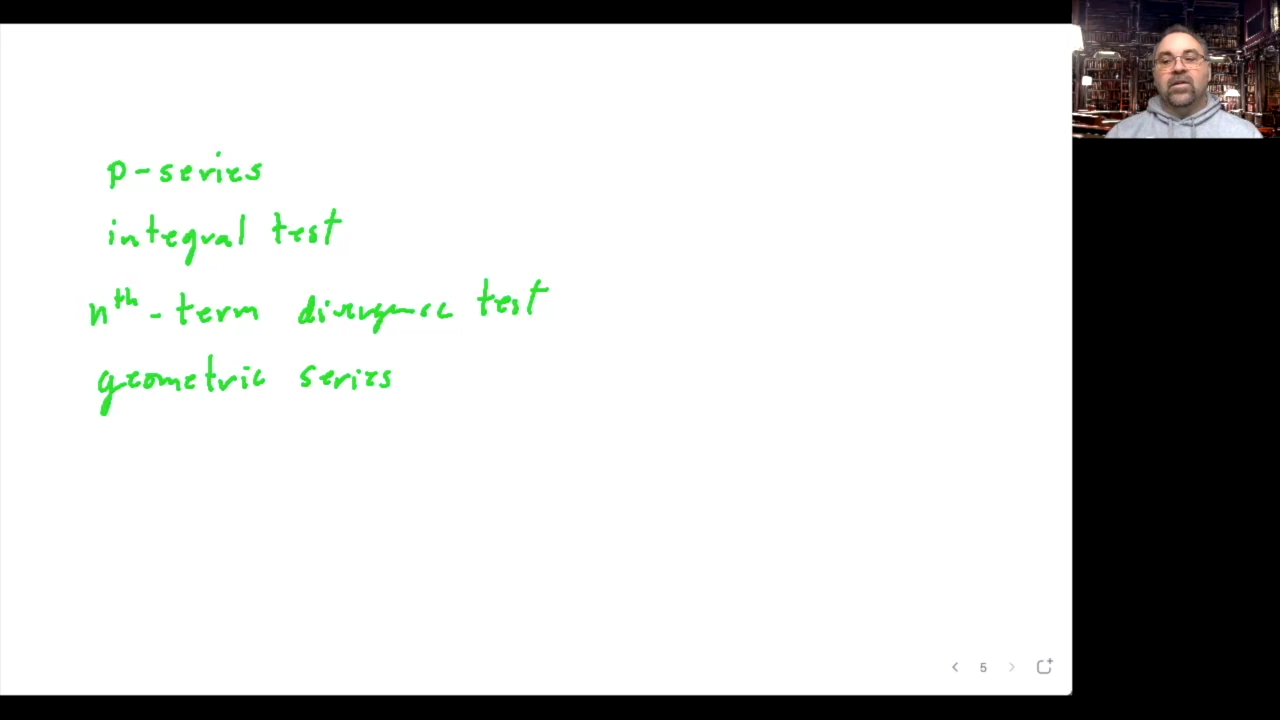 p-series
integral test
nth-term divergence test
geometric series
5